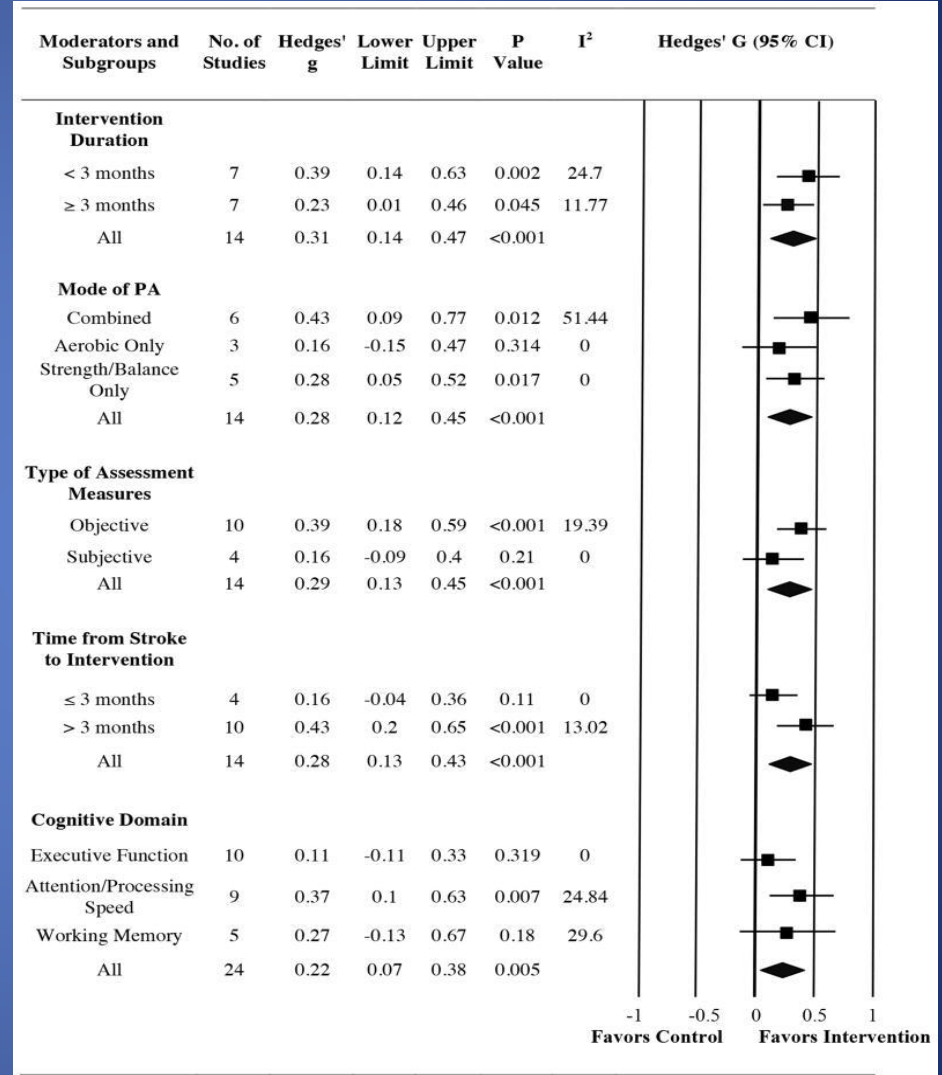 Moderators and Subgroups No. of Studies Hedges' g Lower Limit Upper Limit P Value I² Hedges' G (95% CI)
Intervention
Duration
< 3 months 7 0.39 0.14 0.63 0.002 24.7
≥ 3 months 7 0.23 0.01 0.46 0.045 11.77
All 14 0.31 0.14 0.47 <0.001
Mode of PA
Combined 6 0.43 0.09 0.77 0.012 51.44
Aerobic Only 3 0.16 -0.15 0.47 0.314 0
Strength/Balance
Only 5 0.28 0.05 0.52 0.017 0
All 14 0.28 0.12 0.45 <0.001
Type of Assessment
Measures
Objective 10 0.39 0.18 0.59 <0.001 19.39
Subjective 4 0.16 -0.09 0.4 0.21 0
All 14 0.29 0.13 0.45 <0.001
Time from Stroke
to Intervention
≤ 3 months 4 0.16 -0.04 0.36 0.11 0
> 3 months 10 0.43 0.2 0.65 <0.001 13.02
All 14 0.28 0.13 0.43 <0.001
Cognitive Domain
Executive Function 10 0.11 -0.11 0.33 0.319 0
Attention/Processing
Speed 9 0.37 0.1 0.63 0.007 24.84
Working Memory 5 0.27 -0.13 0.67 0.18 29.6
All 24 0.22 0.07 0.38 0.005
-1 -0.5 0 0.5 1
Favors Control Favors Intervention